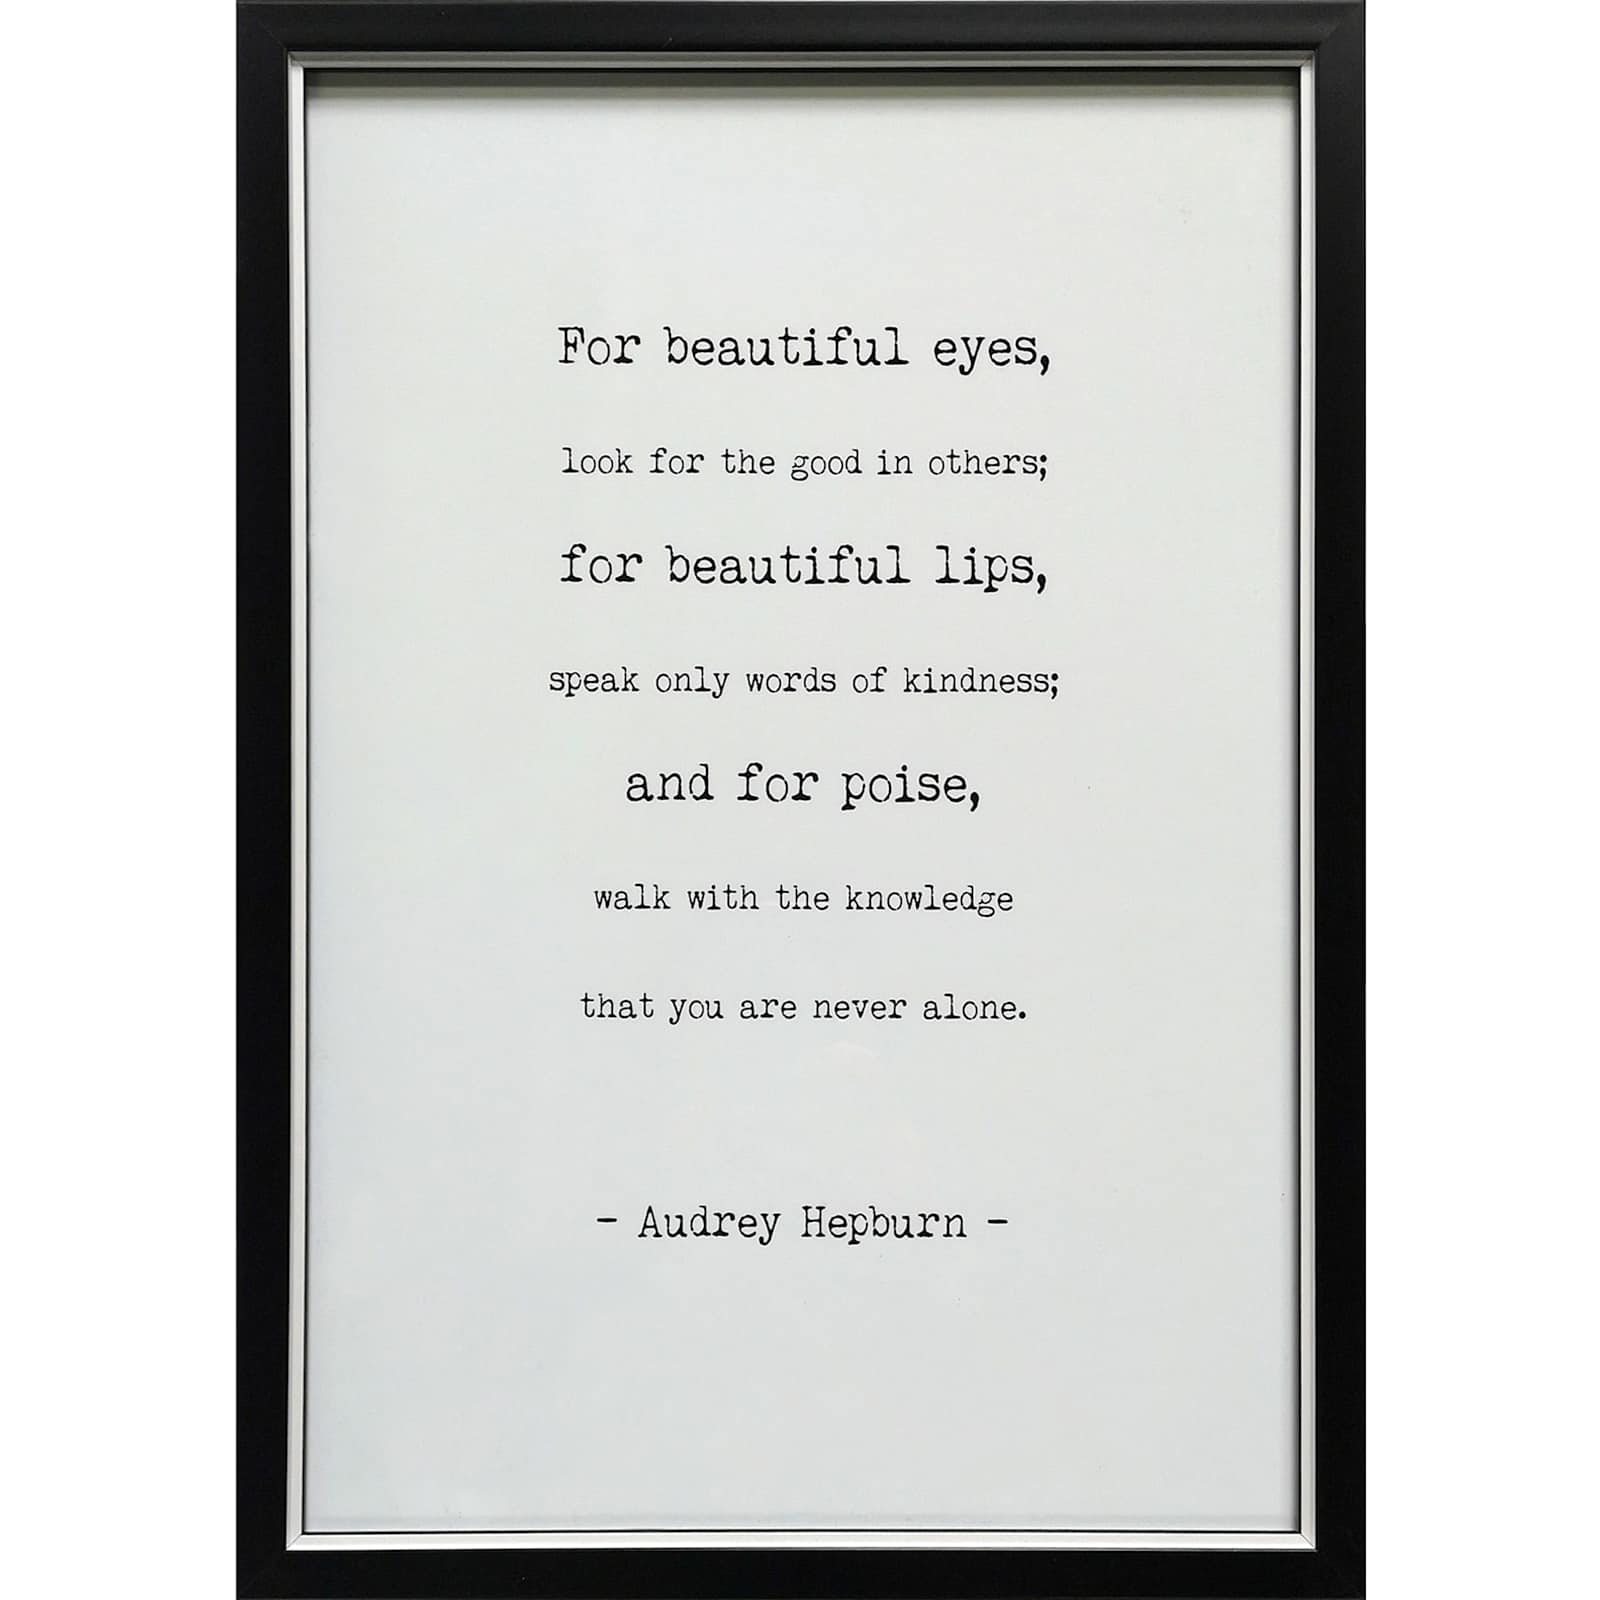 For beautiful eyes,
look for the good in others;
for beautiful lips,
speak only words of kindness;
and for poise,
walk with the knowledge
that you are never alone.
- Audrey Hepburn -